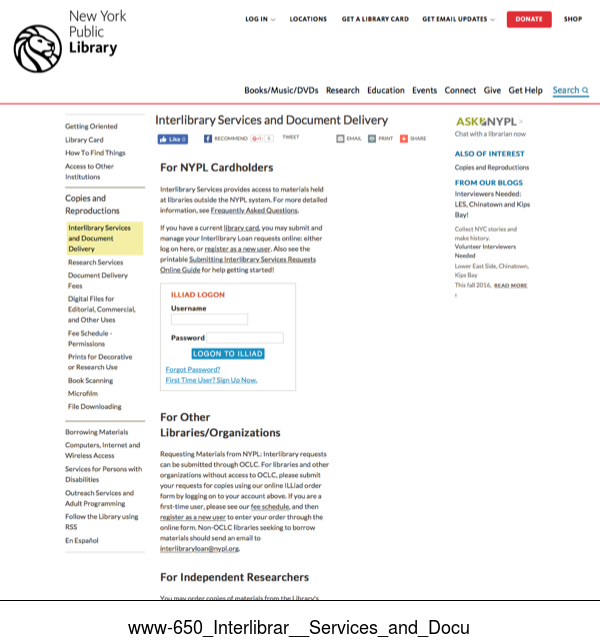 New York
Public
Library
LOG IN
LOCATIONS
GET A LIBRARY CARD
GET EMAIL UPDATES
DONATE
SHOP
Books/Music/DVDs Research Education Events Connect Give Get Help Search
Getting Oriented
Library Card
How To Find Things
Access to Other
Institutions
Copies and
Reproductions
Interlibrary Services
and Document
Delivery
Research Services
Document Delivery
Fees
Digital Files for
Editorial, Commercial,
and Other Uses
Fee Schedule -
Permissions
Prints for Decorative
or Research Use
Book Scanning
Microfilm
File Downloading
Borrowing Materials
Computers, Internet and
Wireless Access
Services for Persons with
Disabilities
Outreach Services and
Adult Programming
Follow the Library using
RSS
En Español
Interlibrary Services and Document Delivery
Like 0
RECOMMEND
G+1
0
TWEET
EMAIL
PRINT
SHARE
For NYPL Cardholders
Interlibrary Services provides access to materials held
at libraries outside the NYPL system. For more detailed
information, see Frequently Asked Questions.
If you have a current library card, you may submit and
manage your Interlibrary Loan requests online: either
log on here, or register as a new user. Also see the
printable Submitting Interlibrary Services Requests
Online Guide for help getting started!
ILLIAD LOGON
Username
Password
LOGON TO ILLIAD
Forgot Password?
First Time User? Sign Up Now.
For Other
Libraries/Organizations
Requesting Materials from NYPL: Interlibrary requests
can be submitted through OCLC. For libraries and other
organizations without access to OCLC, please submit
your requests for copies using our online ILLiad order
form by logging on to your account above. If you are a
first-time user, please see our fee schedule, and then
register as a new user to enter your order through the
online form. Non-OCLC libraries seeking to borrow
materials should send an email to
interlibraryloan@nypl.org.
For Independent Researchers
You may order copies of materials from the Library's
ASK NYPL
Chat with a librarian now
ALSO OF INTEREST
Copies and Reproductions
FROM OUR BLOGS
Interviewers Needed:
LES, Chinatown and Kips
Bay!
Collect NYC stories and
make history.
Volunteer Interviewers
Needed
Lower East Side, Chinatown,
Kips Bay
This fall 2016. READ MORE
›
www-650_Interlibrar__Services_and_Docu